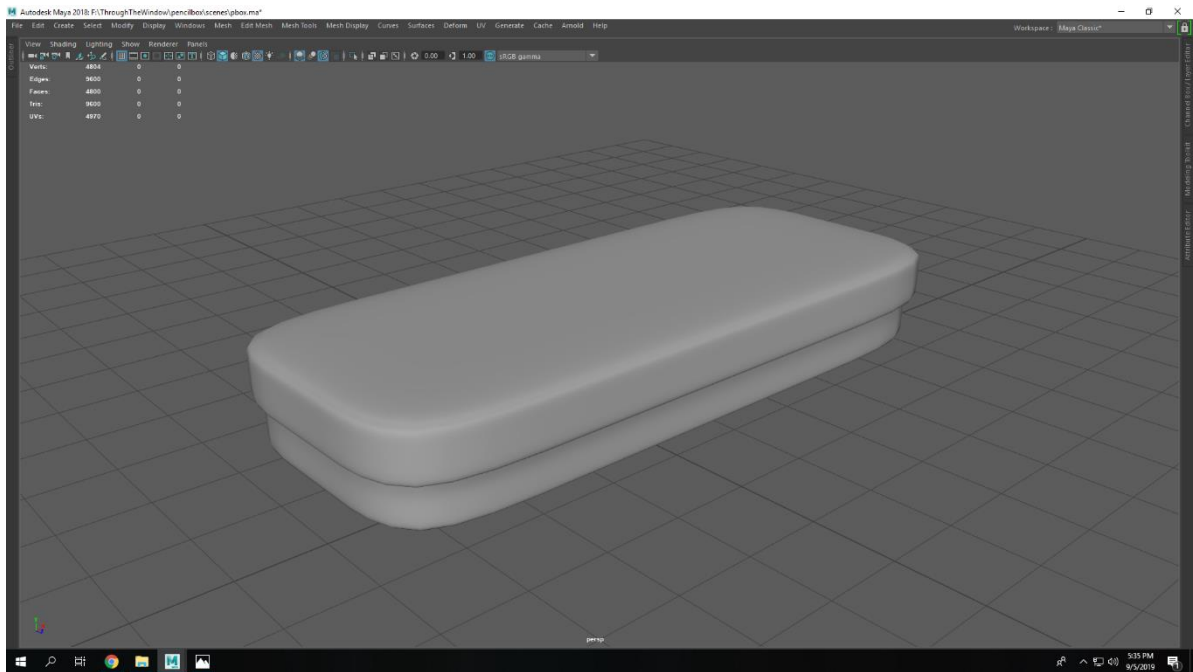 Autodesk Maya 2018: F:\ThroughTheWindow\pencilbox\scenes\pbox.ma*
File Edit Create Select Modify Display Windows Mesh Edit Mesh Mesh Tools Mesh Display Curves Surfaces Deform UV Generate Cache Arnold Help
Workspace: Maya Classic*
View Shading Lighting Show Renderer Panels
0.00 1.00 sRGB gamma
Verts: 4804 0 0
Edges: 9600 0 0
Faces: 4800 0 0
Tris: 9600 0 0
UVs: 4970 0 0
Outliner
Channel Box / Layer Editor
Modeling Toolkit
Attribute Editor
persp
5:35 PM
9/5/2019